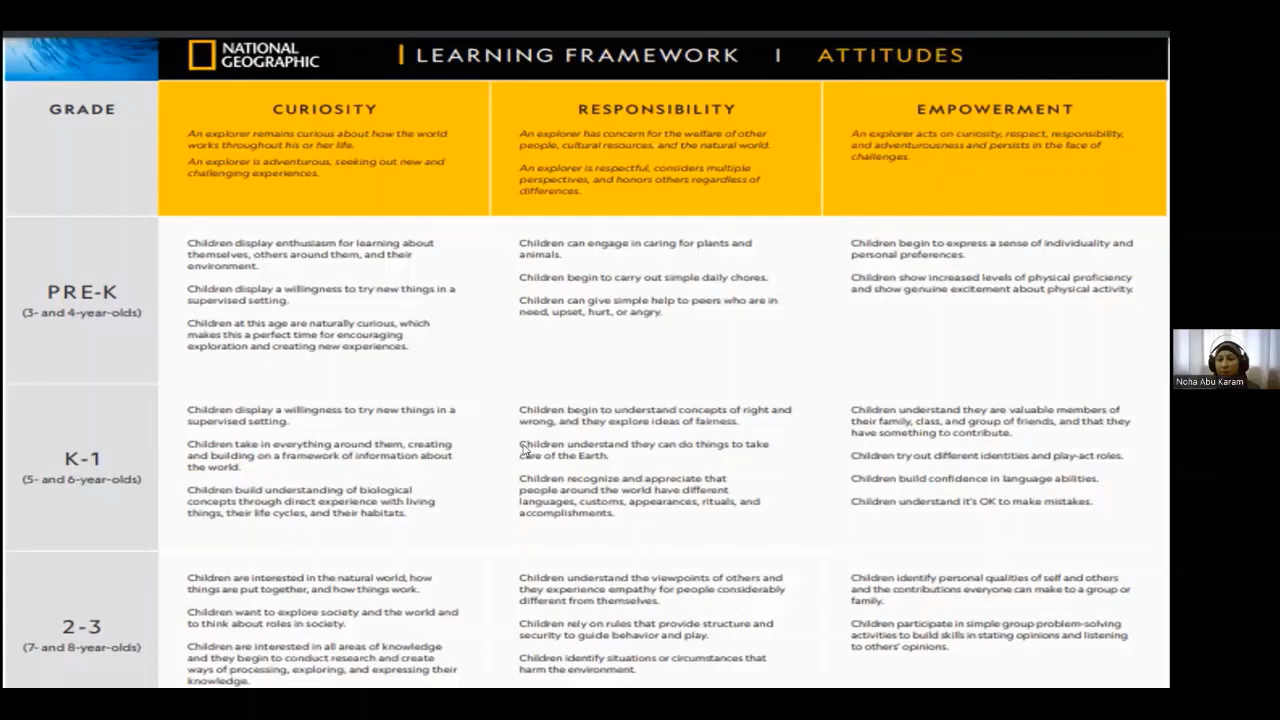 NATIONAL
GEOGRAPHIC
LEARNING FRAMEWORK I ATTITUDES
GRADE
CURIOSITY
An explorer remains curious about how the world
works throughout his or her life.
An explorer is adventurous, seeking out new and
challenging experiences.
RESPONSIBILITY
An explorer has concern for the welfare of other
people, cultural resources, and the natural world.
An explorer is respectful, considers multiple
perspectives, and honors others regardless of
differences.
EMPOWERMENT
An explorer acts on curiosity, respect, responsibility,
and adventurousness and persists in the face of
challenges.
PRE-K
(3- and 4-year-olds)
Children display enthusiasm for learning about
themselves, others around them, and their
environment.
Children display a willingness to try new things in a
supervised setting.
Children at this age are naturally curious, which
makes this a perfect time for encouraging
exploration and creating new experiences.
Children can engage in caring for plants and
animals.
Children begin to carry out simple daily chores.
Children can give simple help to peers who are in
need, upset, hurt, or angry.
Children begin to express a sense of individuality and
personal preferences.
Children show increased levels of physical proficiency
and show genuine excitement about physical activity.
K-1
(5- and 6-year-olds)
Children display a willingness to try new things in a
supervised setting.
Children take in everything around them, creating
and building on a framework of information about
the world.
Children build understanding of biological
concepts through direct experience with living
things, their life cycles, and their habitats.
Children begin to understand concepts of right and
wrong, and they explore ideas of fairness.
Children understand they can do things to take
care of the Earth.
Children recognize and appreciate that
people around the world have different
languages, customs, appearances, rituals, and
accomplishments.
Children understand they are valuable members of
their family, class, and group of friends, and that they
have something to contribute.
Children try out different identities and play-act roles.
Children build confidence in language abilities.
Children understand it's OK to make mistakes.
2-3
(7- and 8-year-olds)
Children are interested in the natural world, how
things are put together, and how things work.
Children want to explore society and the world and
to think about roles in society.
Children are interested in all areas of knowledge
and they begin to conduct research and create
ways of processing, exploring, and expressing their
knowledge.
Children understand the viewpoints of others and
they experience empathy for people considerably
different from themselves.
Children rely on rules that provide structure and
security to guide behavior and play.
Children identify situations or circumstances that
harm the environment.
Children identify personal qualities of self and others
and the contributions everyone can make to a group or
family.
Children participate in simple group problem-solving
activities to build skills in stating opinions and listening
to others' opinions.
Noha Abu Karam